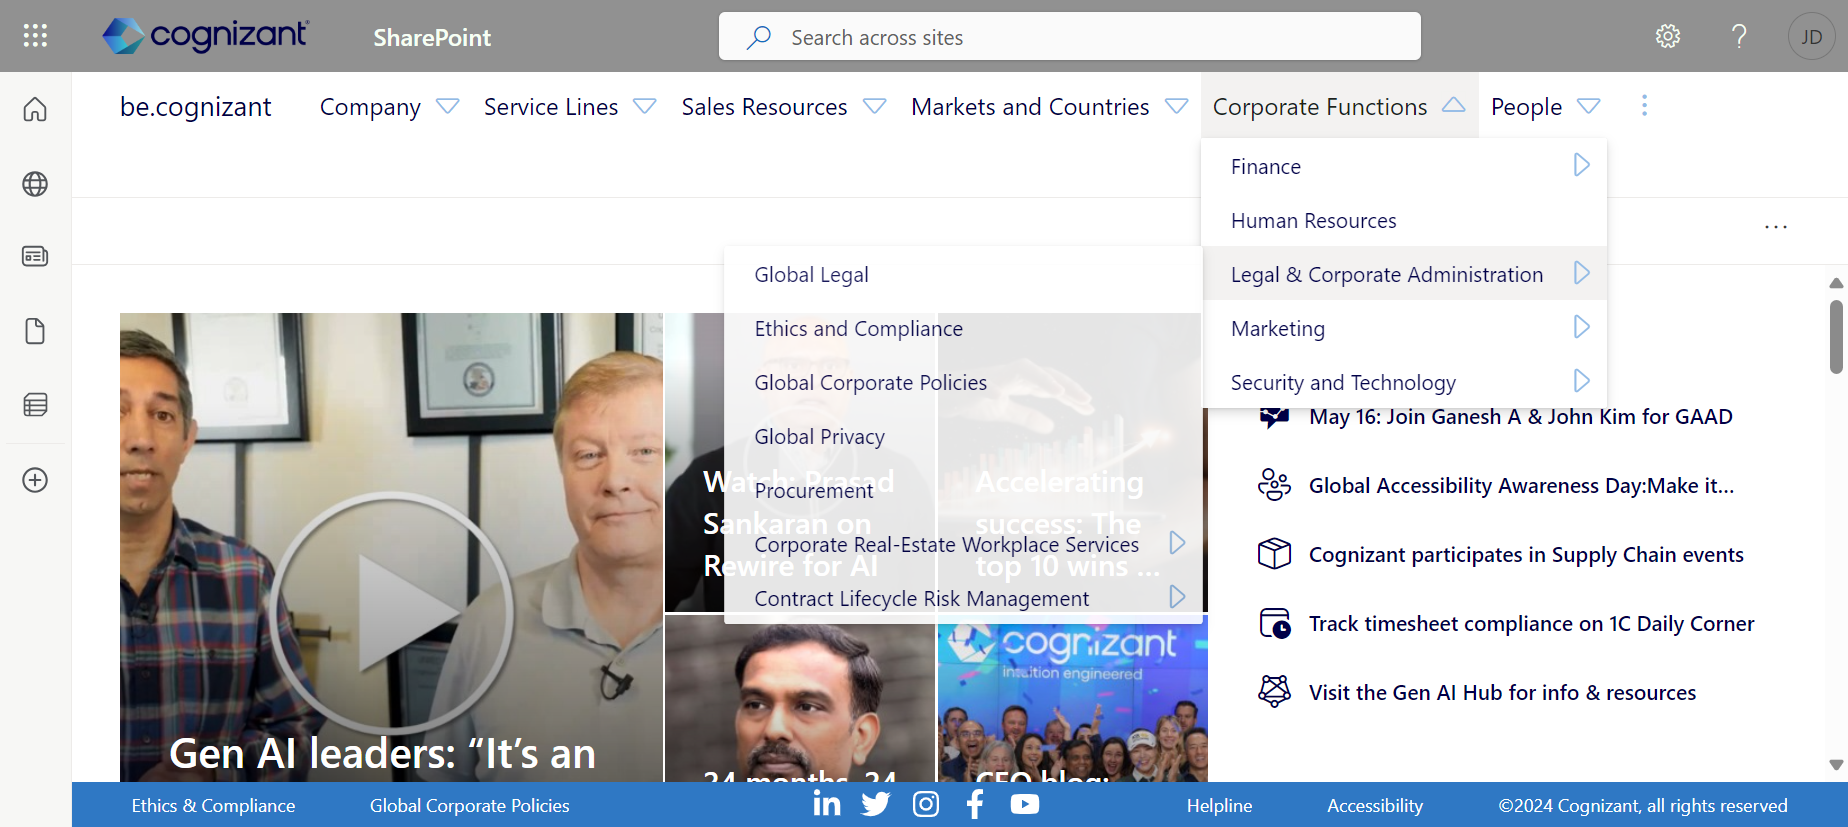 cognizant
SharePoint
Search across sites
JD
be.cognizant
Company
Service Lines
Sales Resources
Markets and Countries
Corporate Functions
People
Finance
Human Resources
Legal & Corporate Administration
Marketing
Security and Technology
Global Legal
Ethics and Compliance
Global Corporate Policies
Global Privacy
Procurement
Corporate Real-Estate Workplace Services
Contract Lifecycle Risk Management
Gen AI leaders: “It’s an
Watch: Prasad
Sankaran on
Rewire for AI
Accelerating
success: The
top 10 wins ...
24 months, 24
cognizant
intuition engineered
CEO blog:
May 16: Join Ganesh A & John Kim for GAAD
Global Accessibility Awareness Day:Make it...
Cognizant participates in Supply Chain events
Track timesheet compliance on 1C Daily Corner
Visit the Gen AI Hub for info & resources
Ethics & Compliance
Global Corporate Policies
Helpline
Accessibility
©2024 Cognizant, all rights reserved